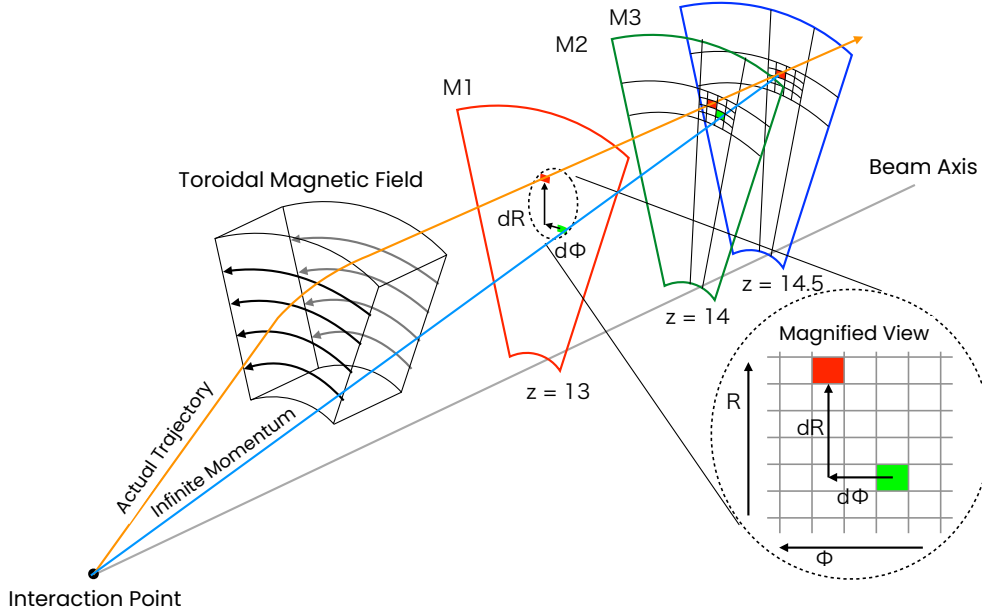 M3
M2
M1
Beam Axis
Toroidal Magnetic Field
dR
dΦ
z = 14.5
z = 14
z = 13
Magnified View
R
dR
dΦ
Φ
Actual Trajectory
Infinite Momentum
Interaction Point